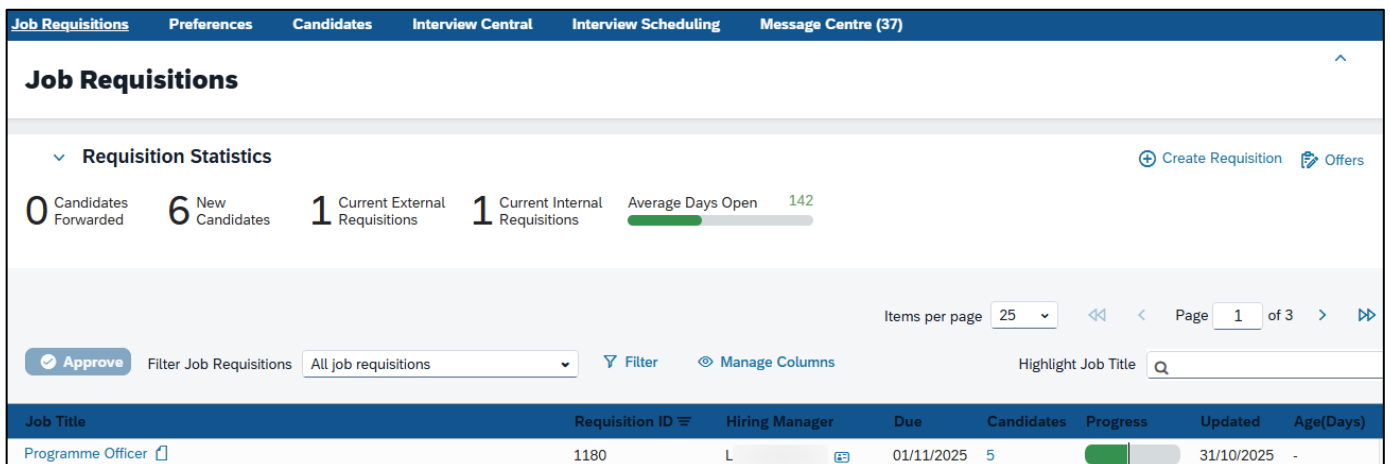 Job Requisitions Preferences Candidates Interview Central Interview Scheduling Message Centre (37)
Job Requisitions
Requisition Statistics Create Requisition Offers
0 Candidates Forwarded 6 New Candidates 1 Current External Requisitions 1 Current Internal Requisitions Average Days Open 142
Items per page 25 Page 1 of 3
Approve Filter Job Requisitions All job requisitions Filter Manage Columns Highlight Job Title
Job Title Requisition ID Hiring Manager Due Candidates Progress Updated Age(Days)
Programme Officer 1180 L 01/11/2025 5 31/10/2025 -